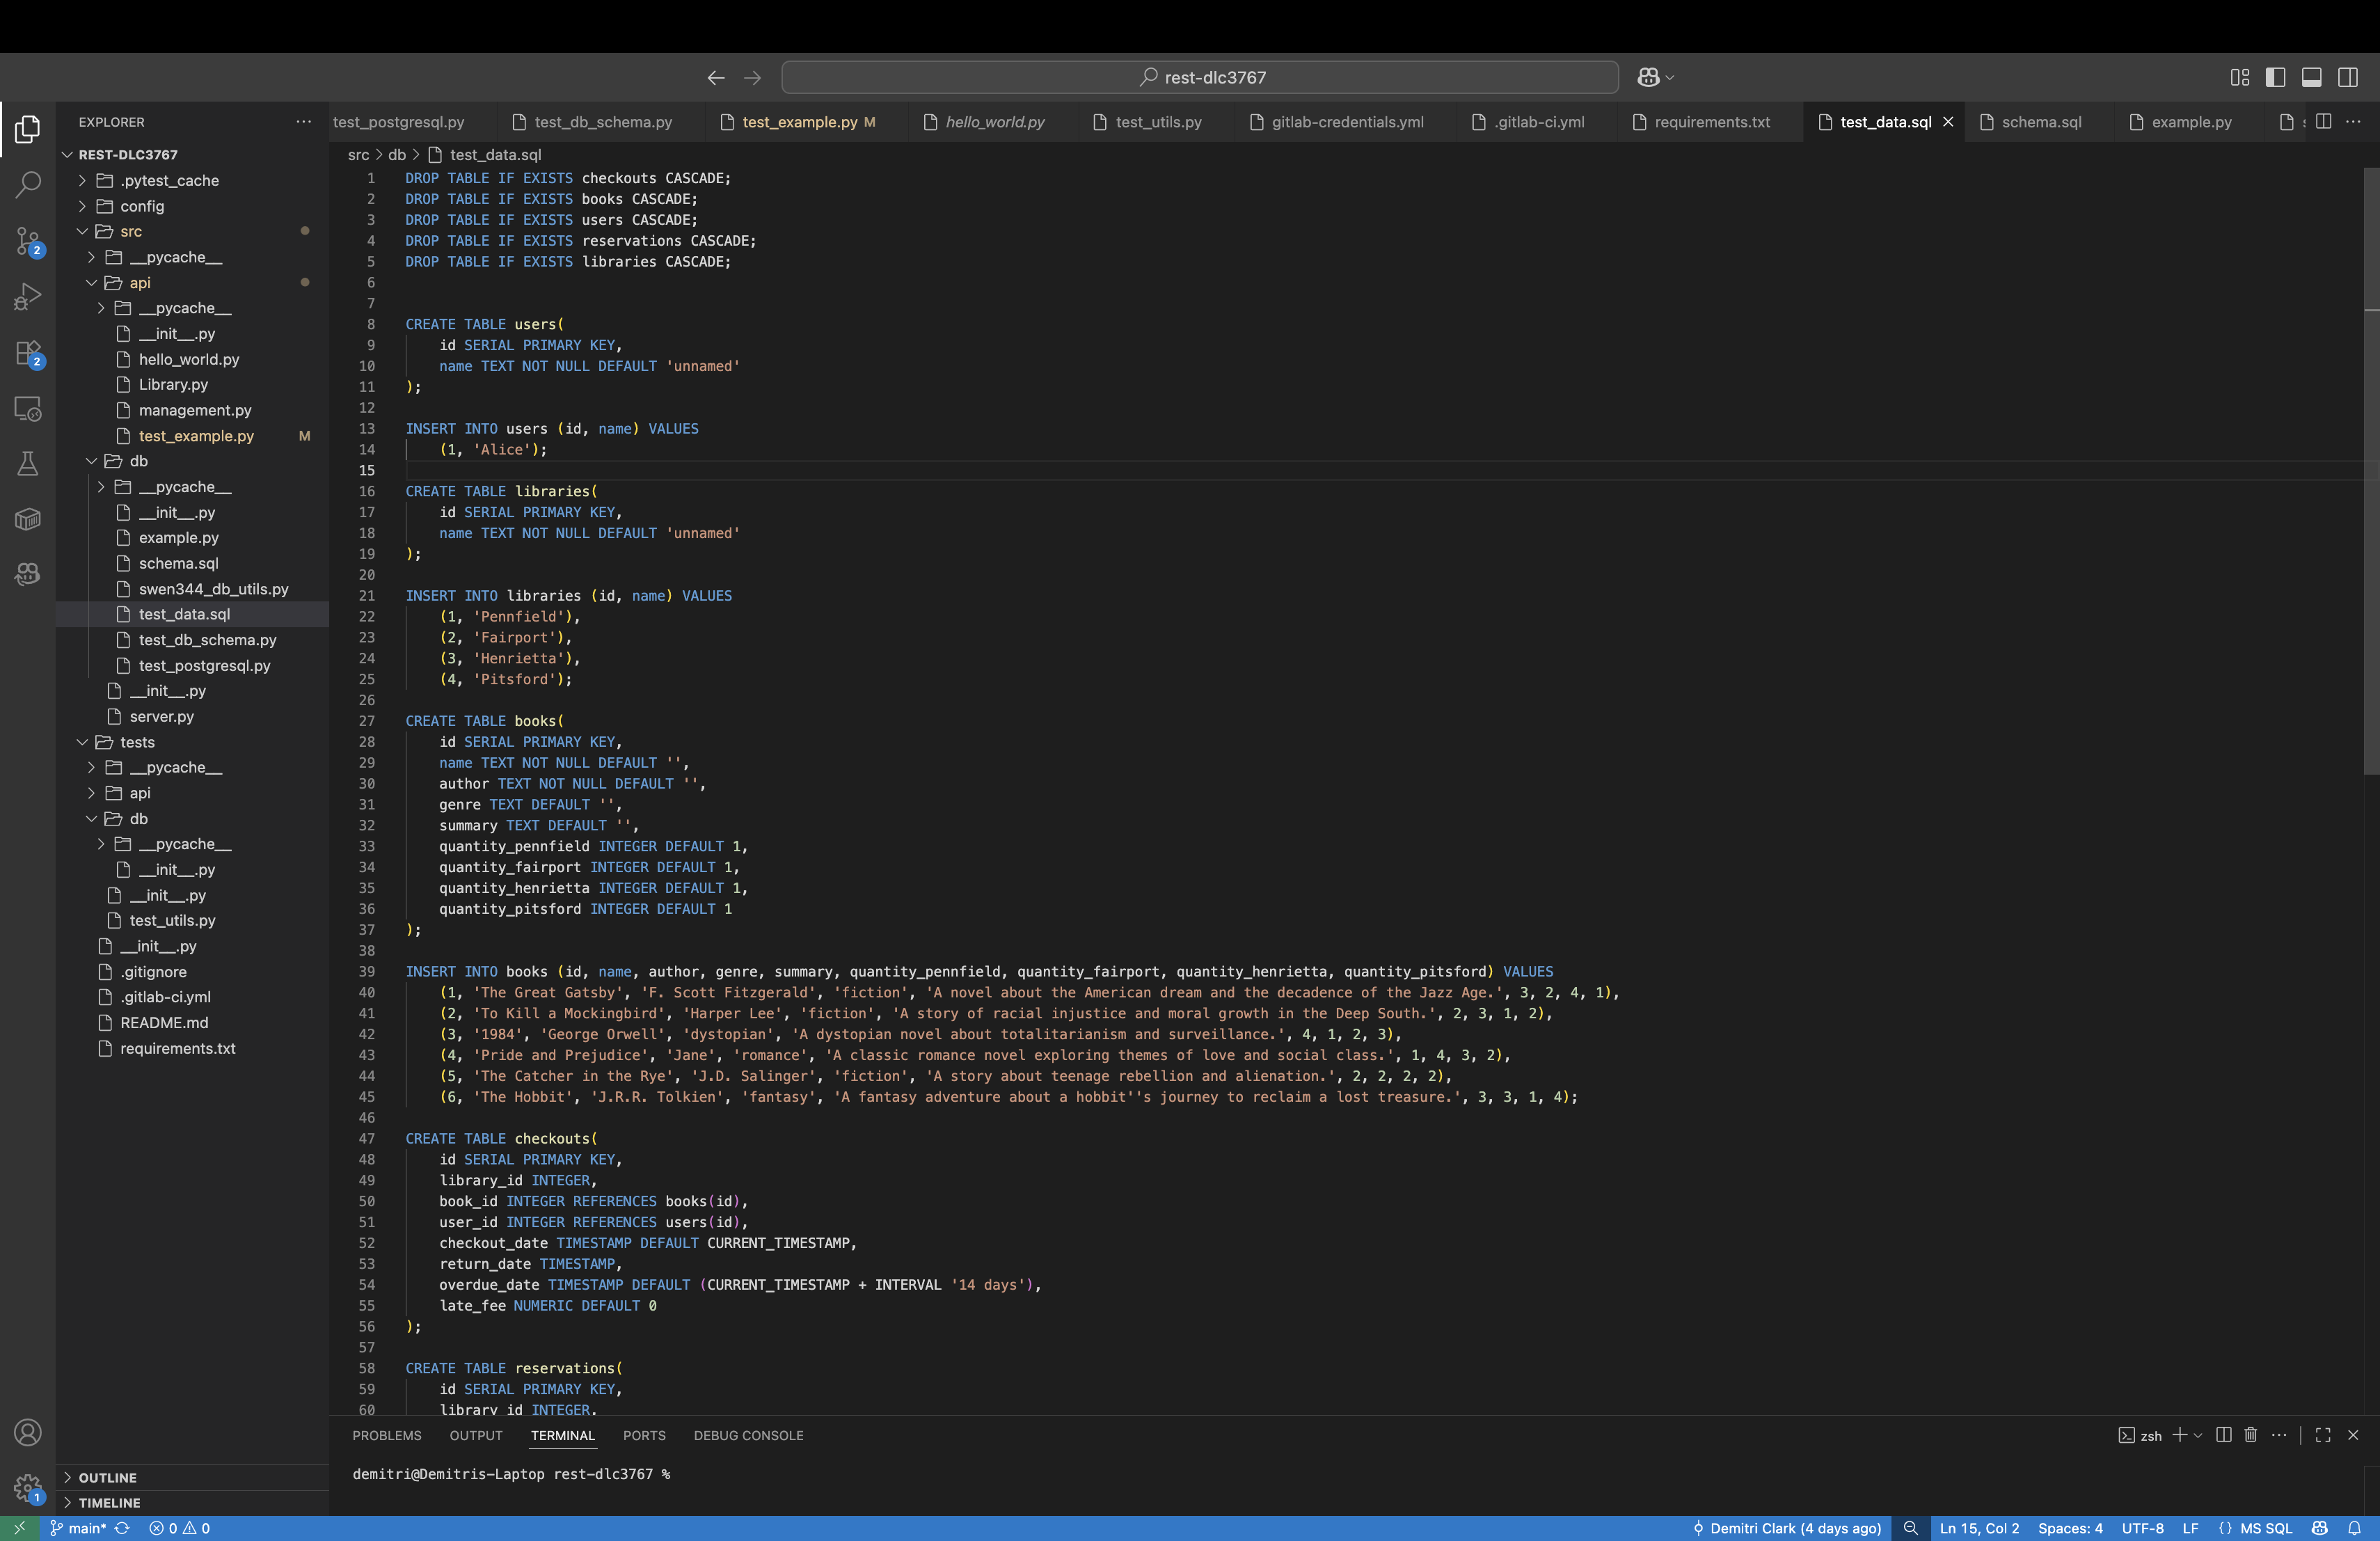 rest-dlc3767
EXPLORER
test_postgresql.py
test_db_schema.py
test_example.py M
hello_world.py
test_utils.py
gitlab-credentials.yml
.gitlab-ci.yml
requirements.txt
test_data.sql
schema.sql
example.py
src > db > test_data.sql
REST-DLC3767
.pytest_cache
config
src
__pycache__
api
__pycache__
__init__.py
hello_world.py
Library.py
management.py
test_example.py M
db
__pycache__
__init__.py
example.py
schema.sql
swen344_db_utils.py
test_data.sql
test_db_schema.py
test_postgresql.py
__init__.py
server.py
tests
__pycache__
api
db
__pycache__
__init__.py
__init__.py
test_utils.py
__init__.py
.gitignore
.gitlab-ci.yml
README.md
requirements.txt
OUTLINE
TIMELINE
2
2
1
1 DROP TABLE IF EXISTS checkouts CASCADE;
2 DROP TABLE IF EXISTS books CASCADE;
3 DROP TABLE IF EXISTS users CASCADE;
4 DROP TABLE IF EXISTS reservations CASCADE;
5 DROP TABLE IF EXISTS libraries CASCADE;
6
7
8 CREATE TABLE users(
9 id SERIAL PRIMARY KEY,
10 name TEXT NOT NULL DEFAULT 'unnamed'
11 );
12
13 INSERT INTO users (id, name) VALUES
14 (1, 'Alice');
15
16 CREATE TABLE libraries(
17 id SERIAL PRIMARY KEY,
18 name TEXT NOT NULL DEFAULT 'unnamed'
19 );
20
21 INSERT INTO libraries (id, name) VALUES
22 (1, 'Pennfield'),
23 (2, 'Fairport'),
24 (3, 'Henrietta'),
25 (4, 'Pitsford');
26
27 CREATE TABLE books(
28 id SERIAL PRIMARY KEY,
29 name TEXT NOT NULL DEFAULT '',
30 author TEXT NOT NULL DEFAULT '',
31 genre TEXT DEFAULT '',
32 summary TEXT DEFAULT '',
33 quantity_pennfield INTEGER DEFAULT 1,
34 quantity_fairport INTEGER DEFAULT 1,
35 quantity_henrietta INTEGER DEFAULT 1,
36 quantity_pitsford INTEGER DEFAULT 1
37 );
38
39 INSERT INTO books (id, name, author, genre, summary, quantity_pennfield, quantity_fairport, quantity_henrietta, quantity_pitsford) VALUES
40 (1, 'The Great Gatsby', 'F. Scott Fitzgerald', 'fiction', 'A novel about the American dream and the decadence of the Jazz Age.', 3, 2, 4, 1),
41 (2, 'To Kill a Mockingbird', 'Harper Lee', 'fiction', 'A story of racial injustice and moral growth in the Deep South.', 2, 3, 1, 2),
42 (3, '1984', 'George Orwell', 'dystopian', 'A dystopian novel about totalitarianism and surveillance.', 4, 1, 2, 3),
43 (4, 'Pride and Prejudice', 'Jane', 'romance', 'A classic romance novel exploring themes of love and social class.', 1, 4, 3, 2),
44 (5, 'The Catcher in the Rye', 'J.D. Salinger', 'fiction', 'A story about teenage rebellion and alienation.', 2, 2, 2, 2),
45 (6, 'The Hobbit', 'J.R.R. Tolkien', 'fantasy', 'A fantasy adventure about a hobbit''s journey to reclaim a lost treasure.', 3, 3, 1, 4);
46
47 CREATE TABLE checkouts(
48 id SERIAL PRIMARY KEY,
49 library_id INTEGER,
50 book_id INTEGER REFERENCES books(id),
51 user_id INTEGER REFERENCES users(id),
52 checkout_date TIMESTAMP DEFAULT CURRENT_TIMESTAMP,
53 return_date TIMESTAMP,
54 overdue_date TIMESTAMP DEFAULT (CURRENT_TIMESTAMP + INTERVAL '14 days'),
55 late_fee NUMERIC DEFAULT 0
56 );
57
58 CREATE TABLE reservations(
59 id SERIAL PRIMARY KEY,
60 library_id INTEGER,
PROBLEMS OUTPUT TERMINAL PORTS DEBUG CONSOLE
zsh
demitri@Demitris-Laptop rest-dlc3767 %
main* 0 0
Demitri Clark (4 days ago) Ln 15, Col 2 Spaces: 4 UTF-8 LF {} MS SQL